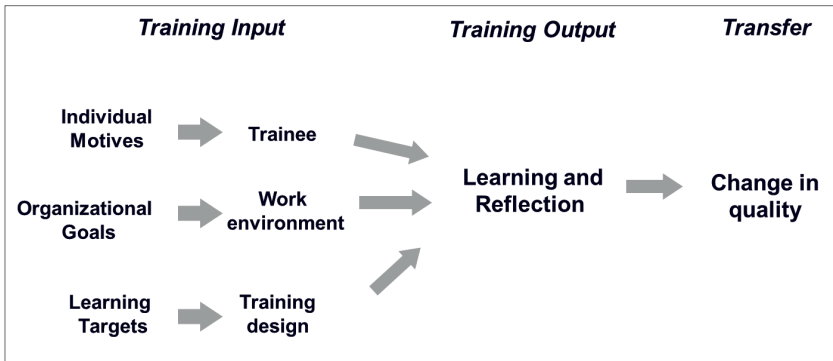 Training Input
Training Output
Transfer
Individual
Motives
Trainee
Organizational
Goals
Work
environment
Learning
Targets
Training
design
Learning and
Reflection
Change in
quality